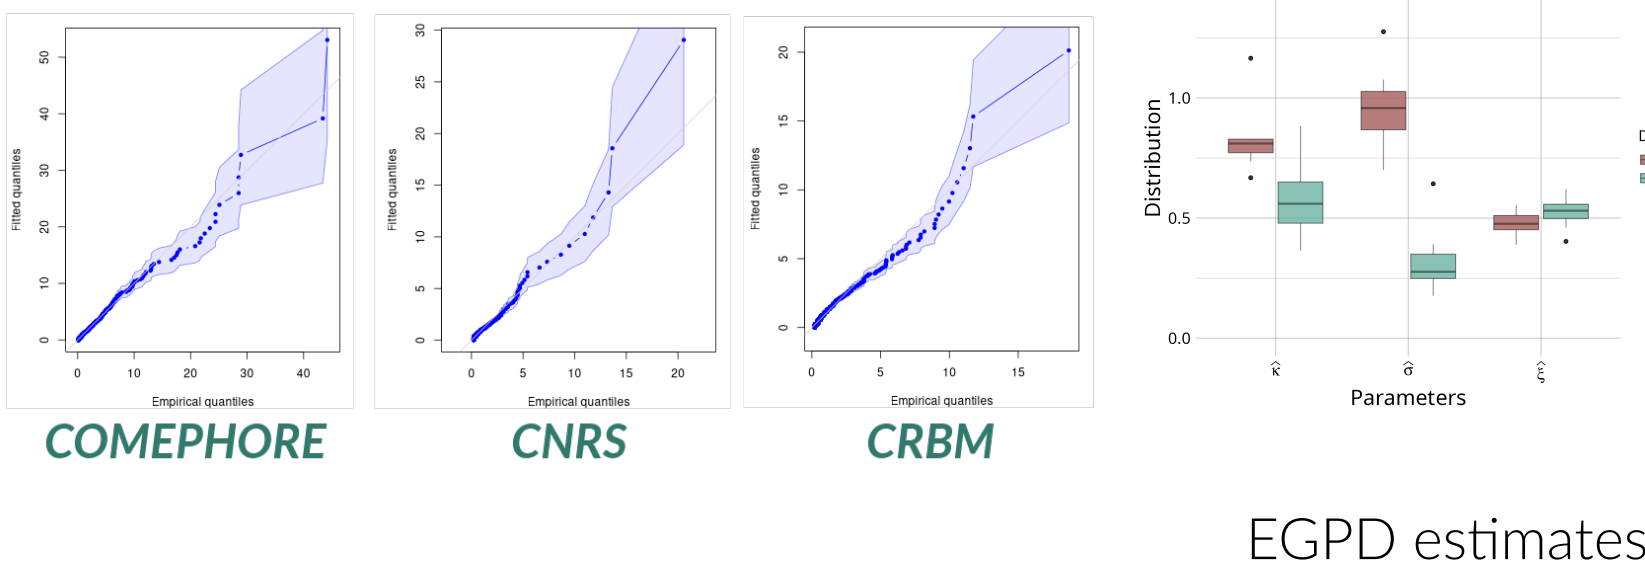 50
40
30
20
10
0
Fitted quantiles
0 10 20 30 40
Empirical quantiles
COMEPHORE
30
25
20
15
10
5
0
Fitted quantiles
0 5 10 15 20
Empirical quantiles
CNRS
20
15
10
5
0
Fitted quantiles
0 5 10 15
Empirical quantiles
CRBM
Distribution
1.0
0.5
0.0
κ̂ σ̂ ξ̂
Parameters
EGPD estimates